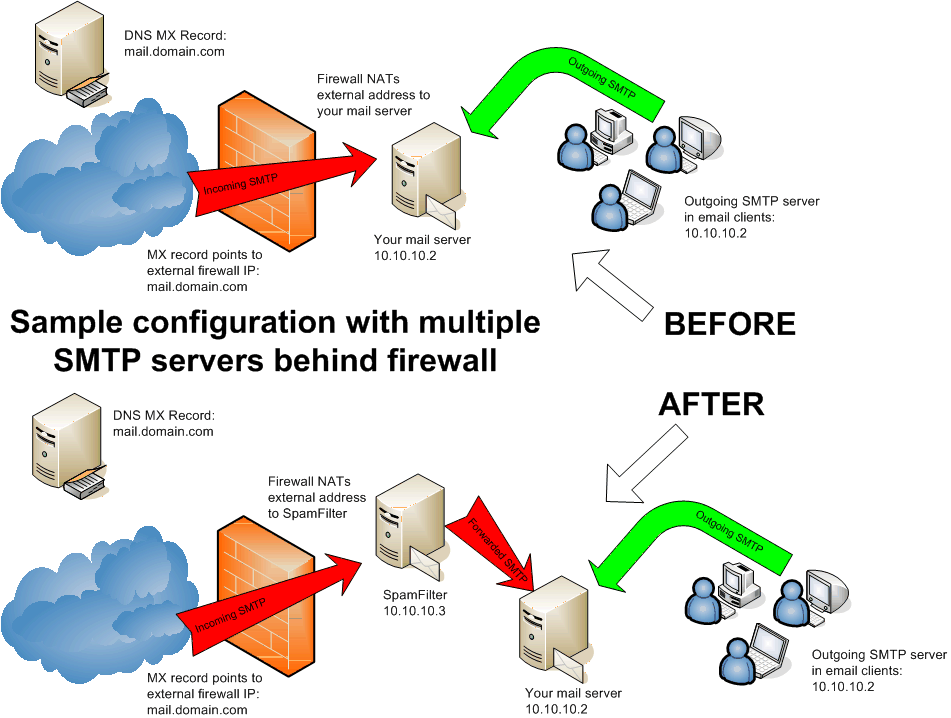 DNS MX Record:
mail.domain.com
Firewall NATs
external address to
your mail server
Outgoing SMTP
Incoming SMTP
Outgoing SMTP server
in email clients:
10.10.10.2
Your mail server
10.10.10.2
MX record points to
external firewall IP:
mail.domain.com
Sample configuration with multiple
SMTP servers behind firewall
BEFORE
AFTER
DNS MX Record:
mail.domain.com
Firewall NATs
external address
to SpamFilter
Outgoing SMTP
Forwarded SMTP
Incoming SMTP
SpamFilter
10.10.10.3
Outgoing SMTP server
in email clients:
10.10.10.2
MX record points to
external firewall IP:
mail.domain.com
Your mail server
10.10.10.2